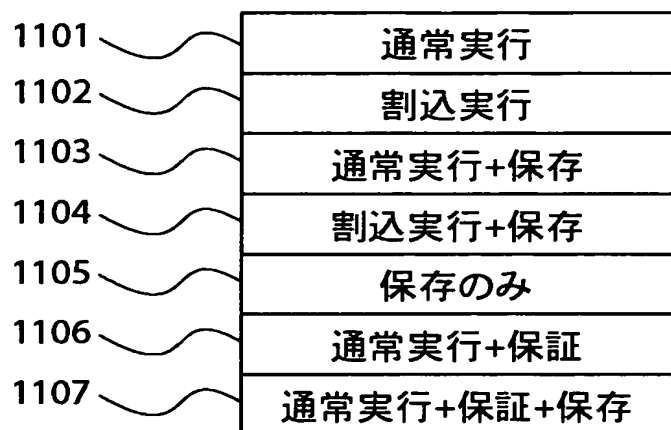 1101 通常実行
1102 割込実行
1103 通常実行+保存
1104 割込実行+保存
1105 保存のみ
1106 通常実行+保証
1107 通常実行+保証+保存